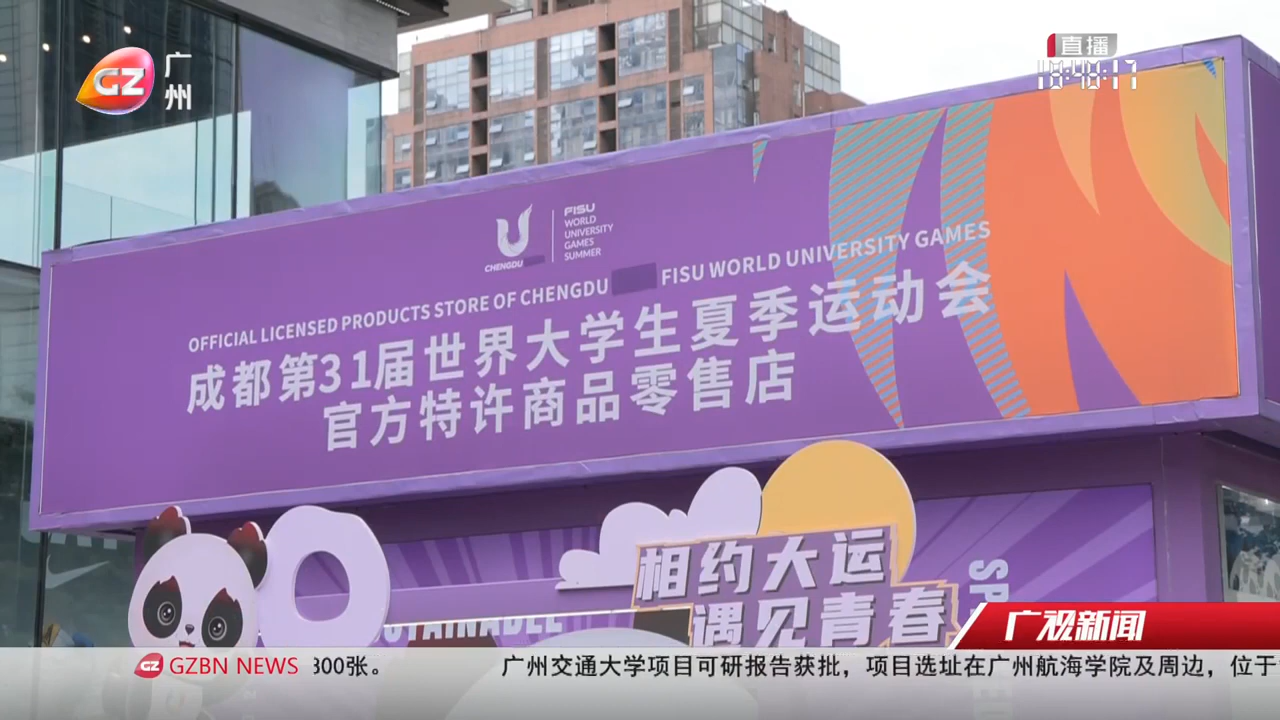 GZ 广州
直播
18:48:17
CHENGDU
FISU
WORLD
UNIVERSITY
GAMES
SUMMER
OFFICIAL LICENSED PRODUCTS STORE OF CHENGDU FISU WORLD UNIVERSITY GAMES
成都第31届世界大学生夏季运动会
官方特许商品零售店
相约大运
遇见青春
广视新闻
GZ GZBN NEWS 300张。 广州交通大学项目可研报告获批，项目选址在广州航海学院及周边，位于